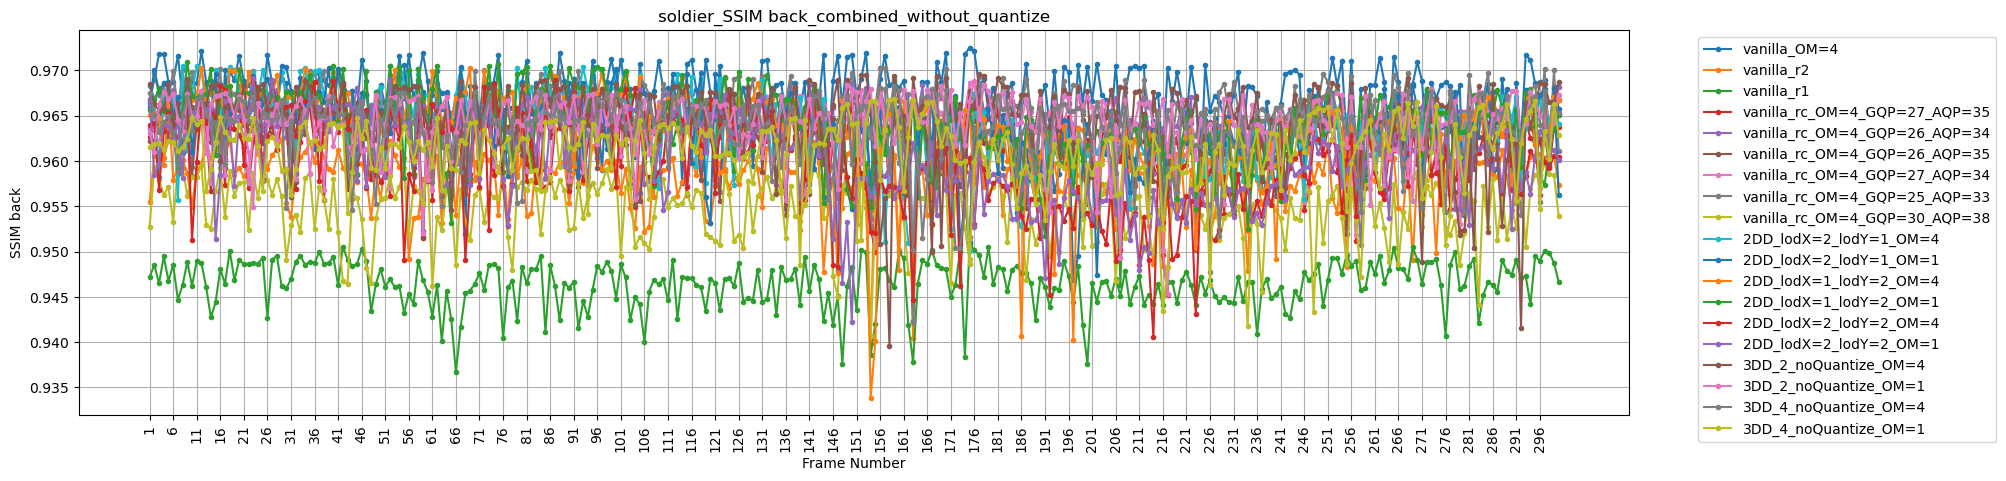 soldier_SSIM back_combined_without_quantize
SSIM back
0.970
0.965
0.960
0.955
0.950
0.945
0.940
0.935
1 6 11 16 21 26 31 36 41 46 51 56 61 66 71 76 81 86 91 96 101 106 111 116 121 126 131 136 141 146 151 156 161 166 171 176 181 186 191 196 201 206 211 216 221 226 231 236 241 246 251 256 261 266 271 276 281 286 291 296
Frame Number
vanilla_OM=4
vanilla_r2
vanilla_r1
vanilla_rc_OM=4_GQP=27_AQP=35
vanilla_rc_OM=4_GQP=26_AQP=34
vanilla_rc_OM=4_GQP=26_AQP=35
vanilla_rc_OM=4_GQP=27_AQP=34
vanilla_rc_OM=4_GQP=25_AQP=33
vanilla_rc_OM=4_GQP=30_AQP=38
2DD_lodX=2_lodY=1_OM=4
2DD_lodX=2_lodY=1_OM=1
2DD_lodX=1_lodY=2_OM=4
2DD_lodX=1_lodY=2_OM=1
2DD_lodX=2_lodY=2_OM=4
2DD_lodX=2_lodY=2_OM=1
3DD_2_noQuantize_OM=4
3DD_2_noQuantize_OM=1
3DD_4_noQuantize_OM=4
3DD_4_noQuantize_OM=1